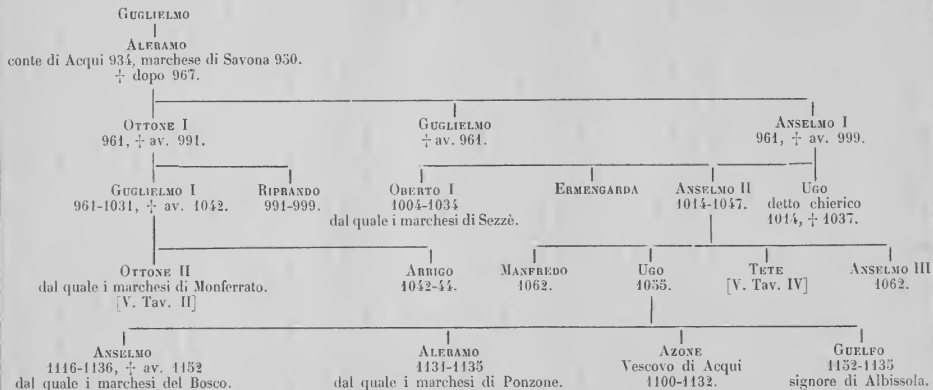 GUGLIELMO
ALERAMO
conte di Acqui 934, marchese di Savona 950.
† dopo 967.
OTTONE I
961, † av. 991.
GUGLIELMO
† av. 961.
ANSELMO I
961, † av. 999.
GUGLIELMO I
961-1031, † av. 1042.
RIPRANDO
991-999.
OBERTO I
1004-1034
dal quale i marchesi di Sezzè.
ERMENGARDA
ANSELMO II
1014-1047.
UGO
detto chierico
1014, † 1037.
OTTONE II
dal quale i marchesi di Monferrato.
[V. Tav. II]
ARRIGO
1042-44.
MANFREDO
1062.
UGO
1055.
TETE
[V. Tav. IV]
ANSELMO III
1062.
ANSELMO
1116-1136, † av. 1152
dal quale i marchesi del Bosco.
ALERAMO
1131-1135
dal quale i marchesi di Ponzone.
AZONE
Vescovo di Acqui
1100-1132.
GUELFO
1152-1135
signore di Albissola.